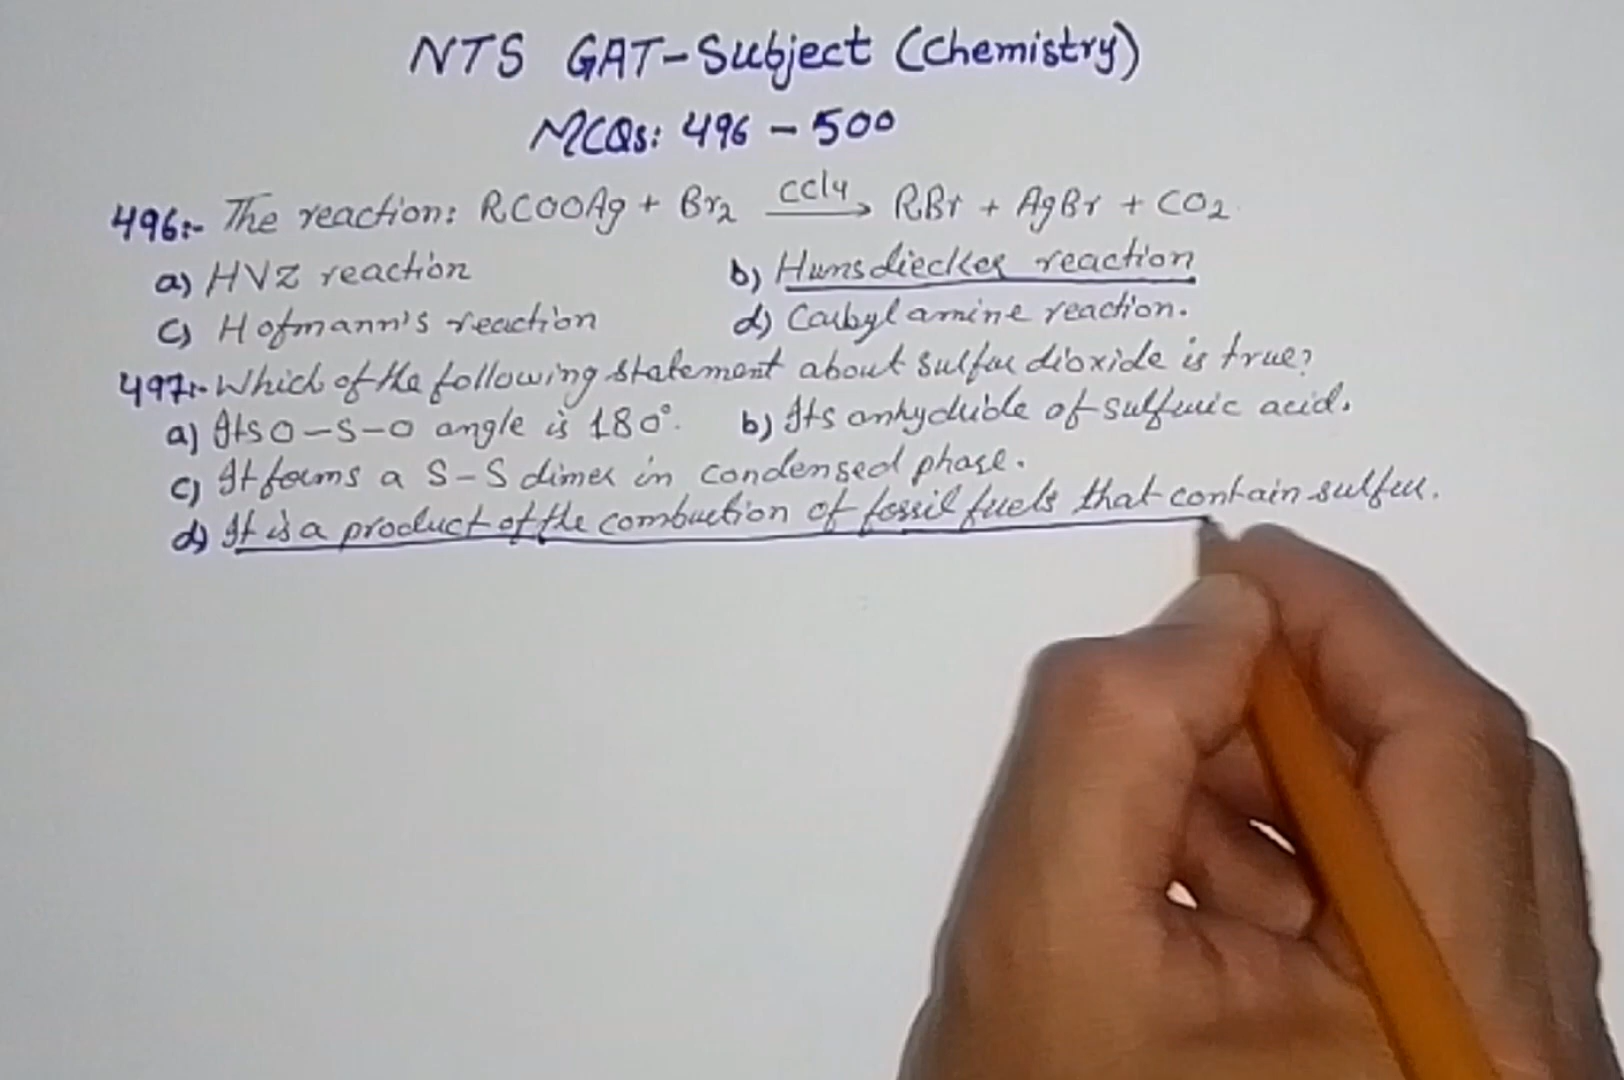 NTS GAT-Subject (Chemistry)
MCQs: 496 - 500
496:- The reaction: RCOOAg + Br2 CCl4 → RBr + AgBr + CO2.
a) HVZ reaction b) Hunsdiecker reaction
c) Hofmann's reaction d) Carbylamine reaction.
497:- Which of the following statement about sulfur dioxide is true?
a) Its O-S-O angle is 180°. b) Its anhydride of sulfuric acid.
c) It forms a S-S dimer in condensed phase.
d) It is a product of the combustion of fossil fuels that contain sulfur.